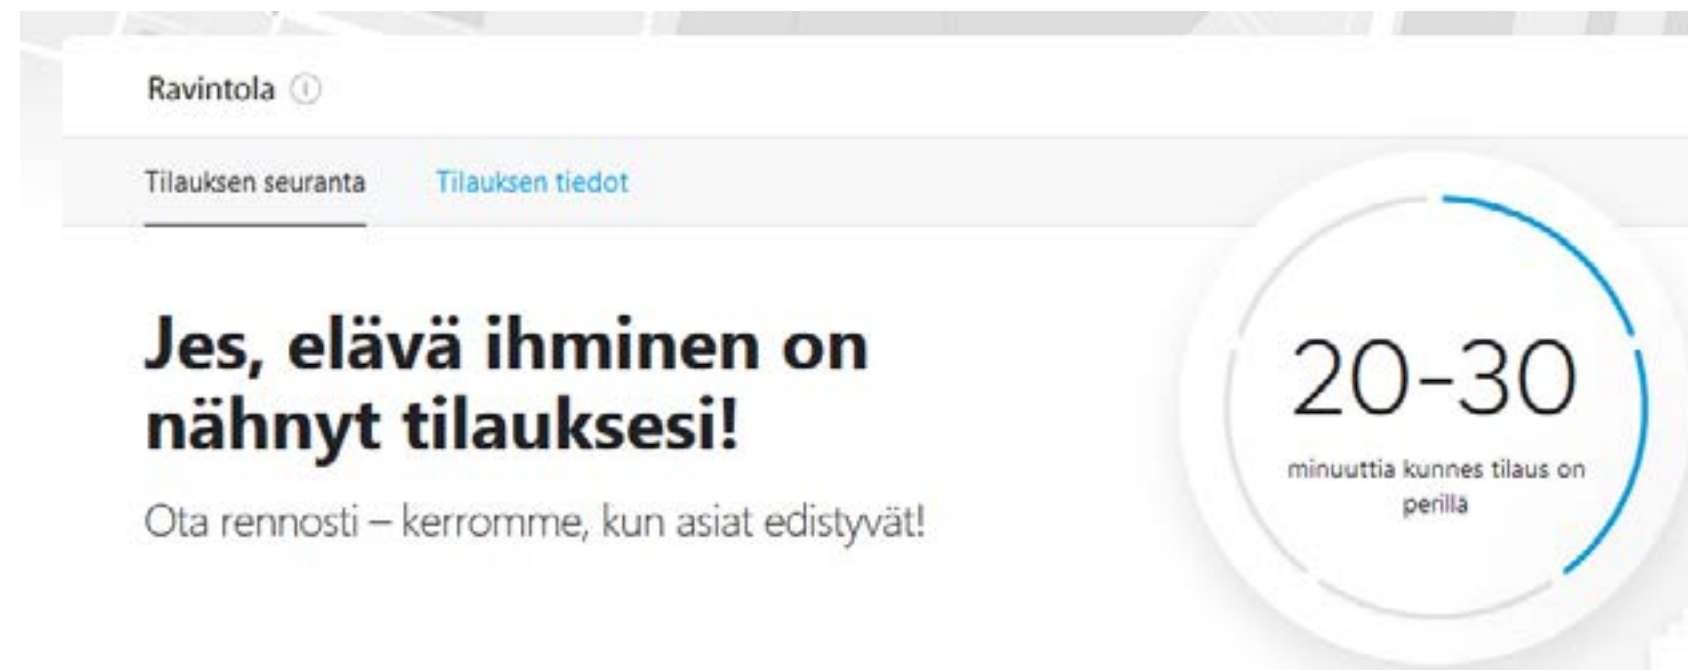 Ravintola
Tilauksen seuranta
Tilauksen tiedot
Jes, elävä ihminen on
nähnyt tilauksesi!
Ota rennosti – kerromme, kun asiat edistyvät!
20-30
minuuttia kunnes tilaus on
perillä